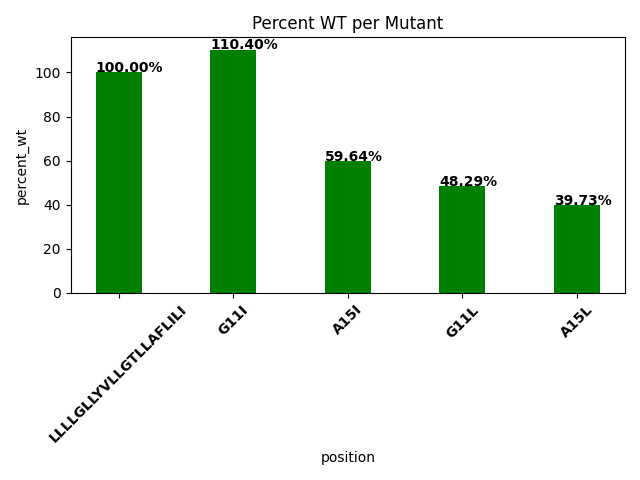 Percent WT per Mutant
percent_wt
100
80
60
40
20
0
100.00%
110.40%
59.64%
48.29%
39.73%
LLLLGLLYVLLGTLLAFLILI
G11I
A15I
G11L
A15L
position